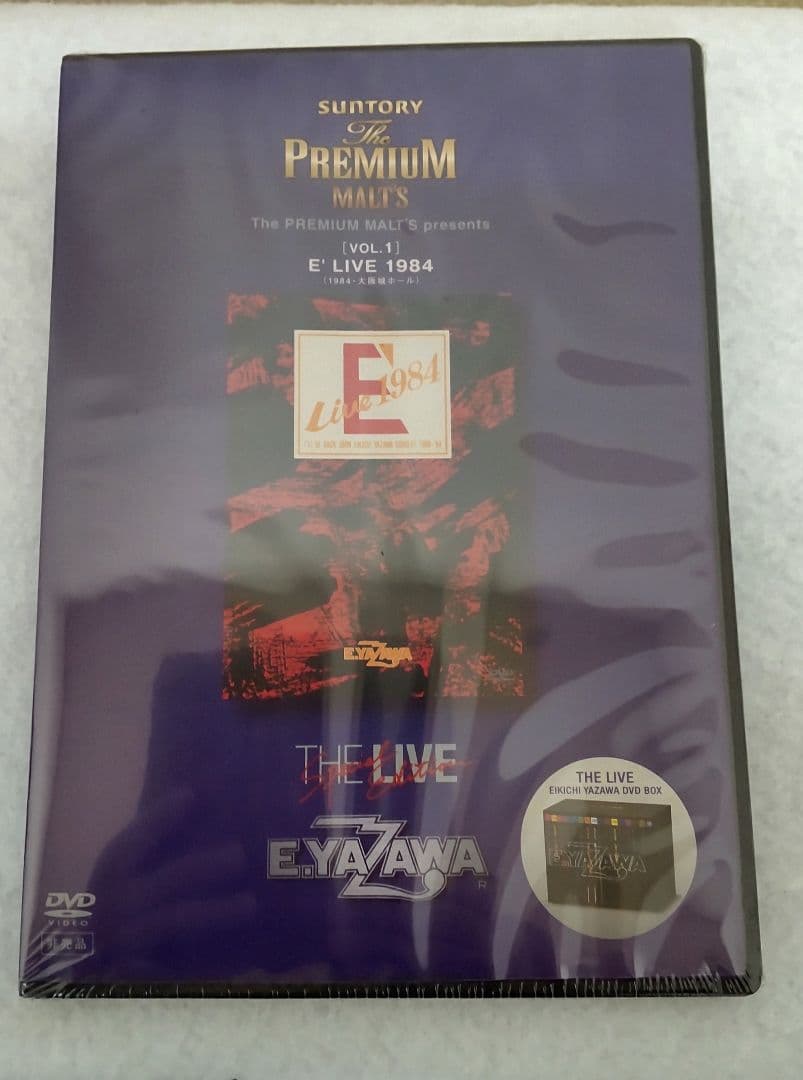 SUNTORY
The
PREMIUM
MALT'S
The PREMIUM MALT'S presents
[VOL.1]
E' LIVE 1984
(1984・大阪城ホール)
E'
Live 1984
E.YAZAWA
THE LIVE
Special Edition
E.YAZAWA
R
THE LIVE
EIKICHI YAZAWA DVD BOX
E.YAZAWA
DVD
VIDEO
非売品